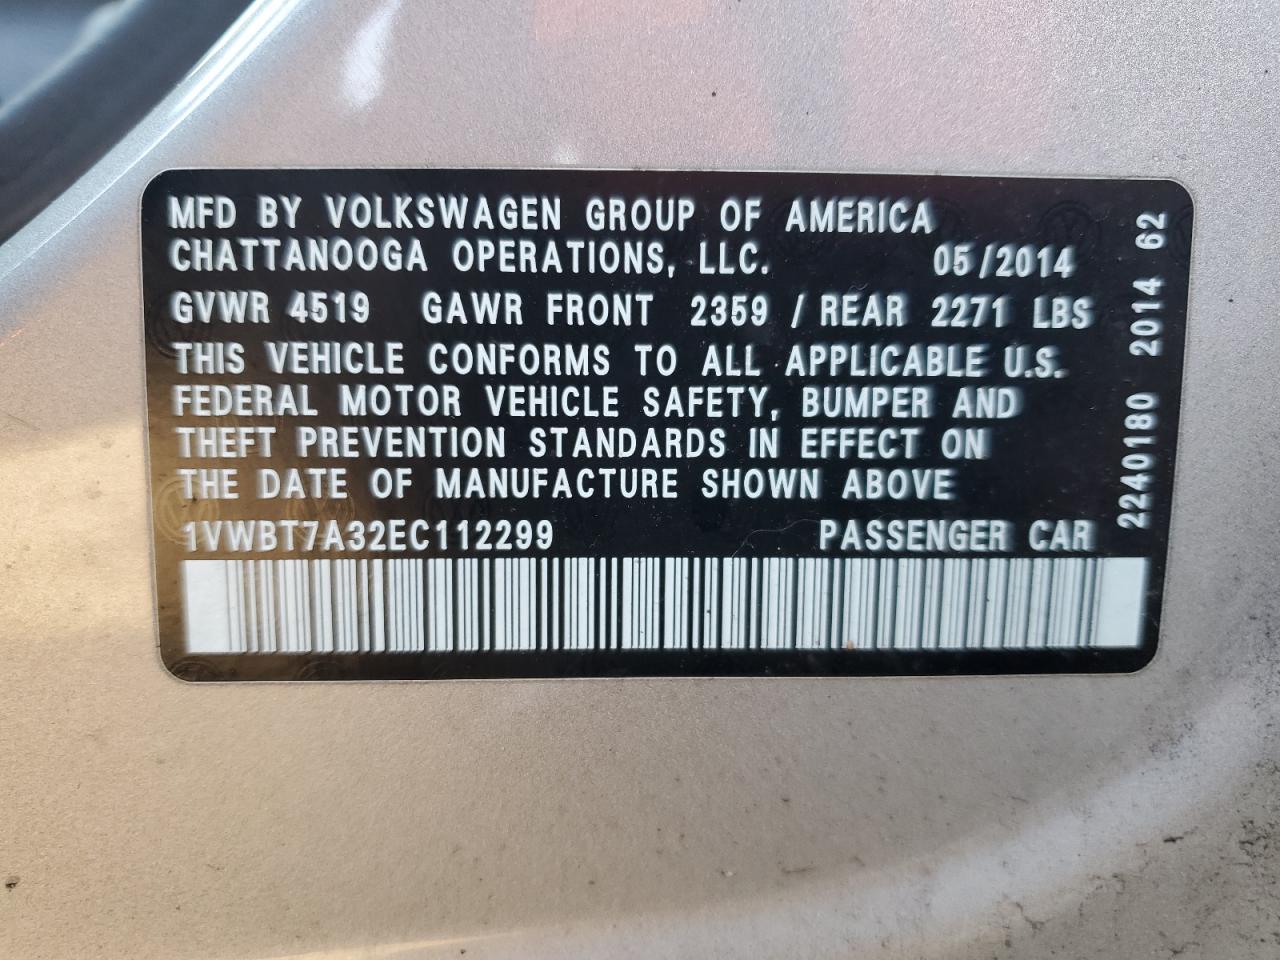 MFD BY VOLKSWAGEN GROUP OF AMERICA
CHATTANOOGA OPERATIONS, LLC. 05/2014
GVWR 4519 GAWR FRONT 2359 / REAR 2271 LBS
THIS VEHICLE CONFORMS TO ALL APPLICABLE U.S.
FEDERAL MOTOR VEHICLE SAFETY, BUMPER AND
THEFT PREVENTION STANDARDS IN EFFECT ON
THE DATE OF MANUFACTURE SHOWN ABOVE
1VWBT7A32EC112299 PASSENGER CAR
2240180 2014 62